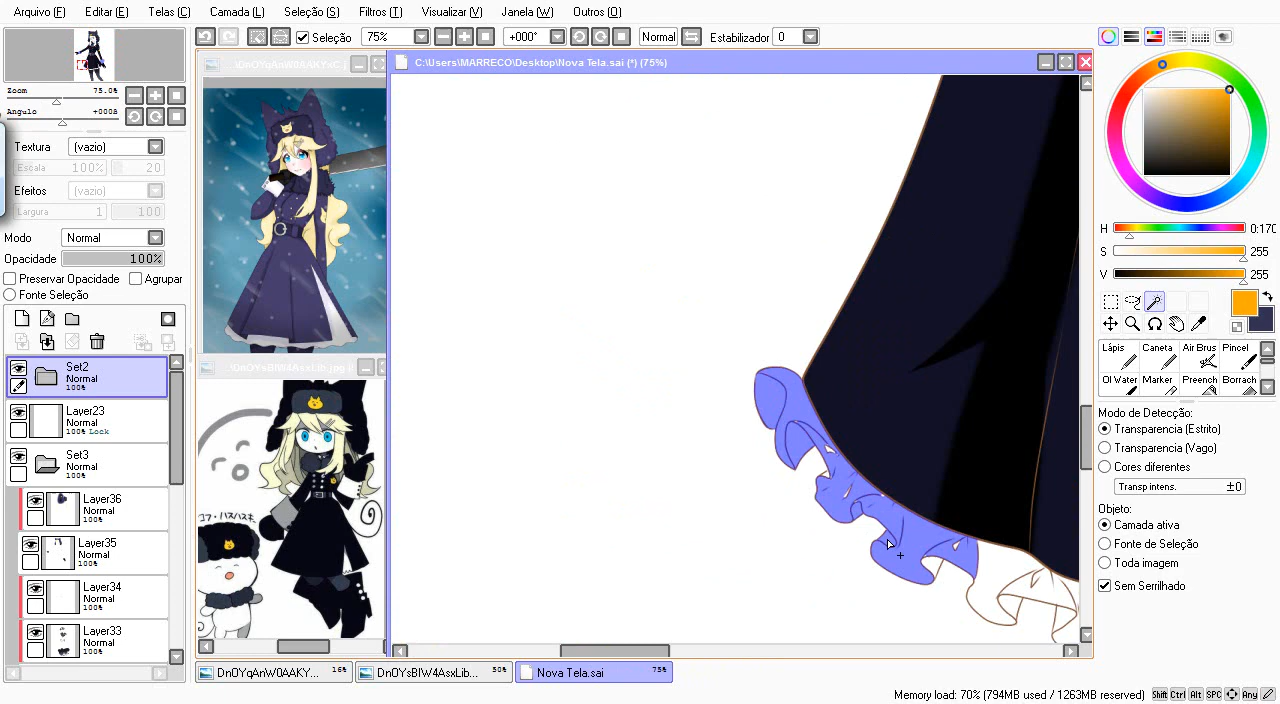 Arquivo (F) Editar (E) Telas (C) Camada (L) Seleção (S) Filtros (T) Visualizar (V) Janela (W) Outros (O)
Seleção 75% +000° Normal Estabilizador 0
...\DnOYqAnW0AAKYxC.j
C:\Users\MARRECO\Desktop\Nova Tela.sai (*) (75%)
Zoom 75.0%
Angulo +000°
Textura (vazio)
Escala 100% 20
Efeitos (vazio)
Largura 1 100
Modo Normal
Opacidade 100%
Preservar Opacidade Agrupar
Fonte Seleção
Set2
Normal
100%
Layer23
Normal
100% Lock
Set3
Normal
100%
Layer36
Normal
100%
Layer35
Normal
100%
Layer34
Normal
100%
Layer33
Normal
100%
...\DnOYsBIW4AsxLib.jpg
DnOYqAnW0AAKY... 16%
DnOYsBIW4AsxLib... 50%
Nova Tela.sai 75%
H 0:170
S 255
V 255
Lápis Caneta Air Brus Pincel
Ol Water Marker Preench Borrach
Modo de Detecção:
Transparencia (Estrito)
Transparencia (Vago)
Cores diferentes
Transp intens. ±0
Objeto:
Camada ativa
Fonte de Seleção
Toda imagem
Sem Serrilhado
Memory load: 70% (794MB used / 1263MB reserved) Shift Ctrl Alt SPC Any